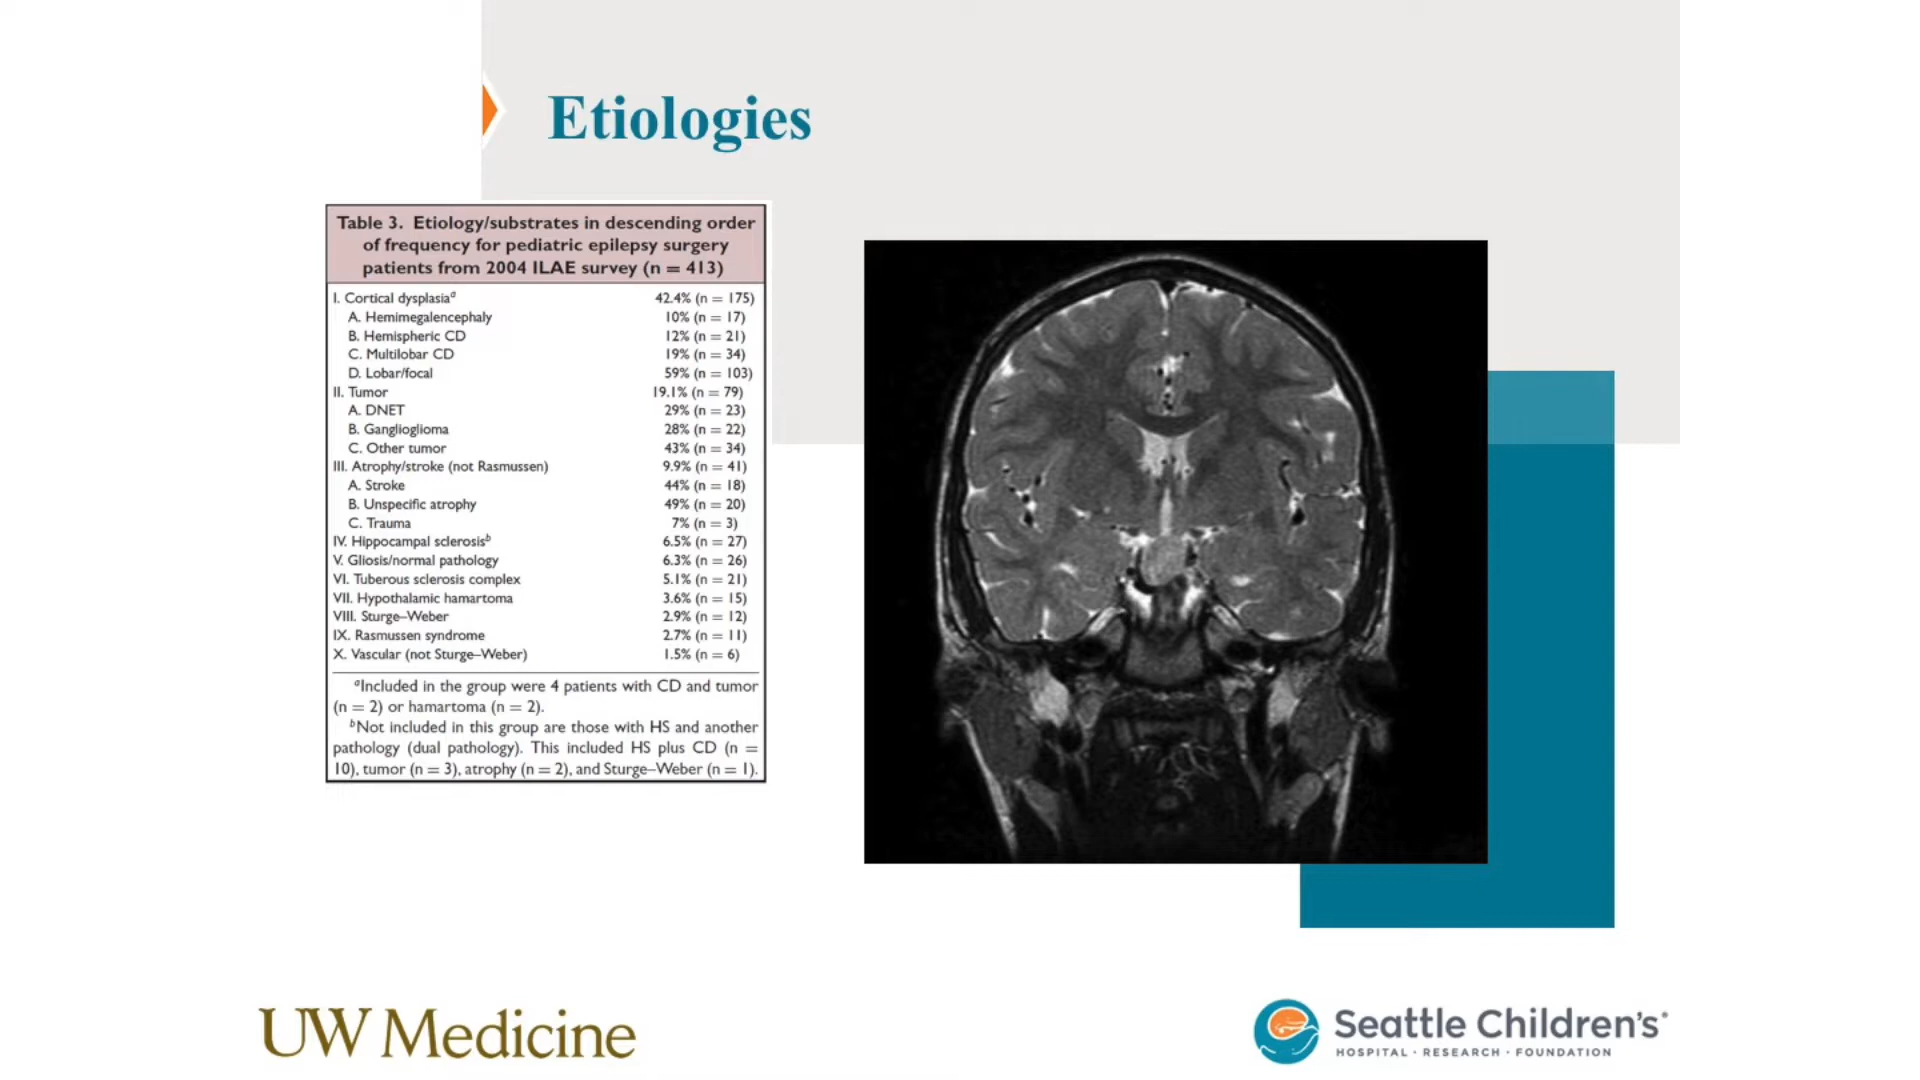 Etiologies
Table 3. Etiology/substrates in descending order
of frequency for pediatric epilepsy surgery
patients from 2004 ILAE survey (n = 413)
I. Cortical dysplasiaᵃ 42.4% (n = 175)
A. Hemimegalencephaly 10% (n = 17)
B. Hemispheric CD 12% (n = 21)
C. Multilobar CD 19% (n = 34)
D. Lobar/focal 59% (n = 103)
II. Tumor 19.1% (n = 79)
A. DNET 29% (n = 23)
B. Ganglioglioma 28% (n = 22)
C. Other tumor 43% (n = 34)
III. Atrophy/stroke (not Rasmussen) 9.9% (n = 41)
A. Stroke 44% (n = 18)
B. Unspecific atrophy 49% (n = 20)
C. Trauma 7% (n = 3)
IV. Hippocampal sclerosisᵇ 6.5% (n = 27)
V. Gliosis/normal pathology 6.3% (n = 26)
VI. Tuberous sclerosis complex 5.1% (n = 21)
VII. Hypothalamic hamartoma 3.6% (n = 15)
VIII. Sturge–Weber 2.9% (n = 12)
IX. Rasmussen syndrome 2.7% (n = 11)
X. Vascular (not Sturge–Weber) 1.5% (n = 6)
ᵃIncluded in the group were 4 patients with CD and tumor
(n = 2) or hamartoma (n = 2).
ᵇNot included in this group are those with HS and another
pathology (dual pathology). This included HS plus CD (n =
10), tumor (n = 3), atrophy (n = 2), and Sturge–Weber (n = 1).
UW Medicine
Seattle Children's
HOSPITAL · RESEARCH · FOUNDATION